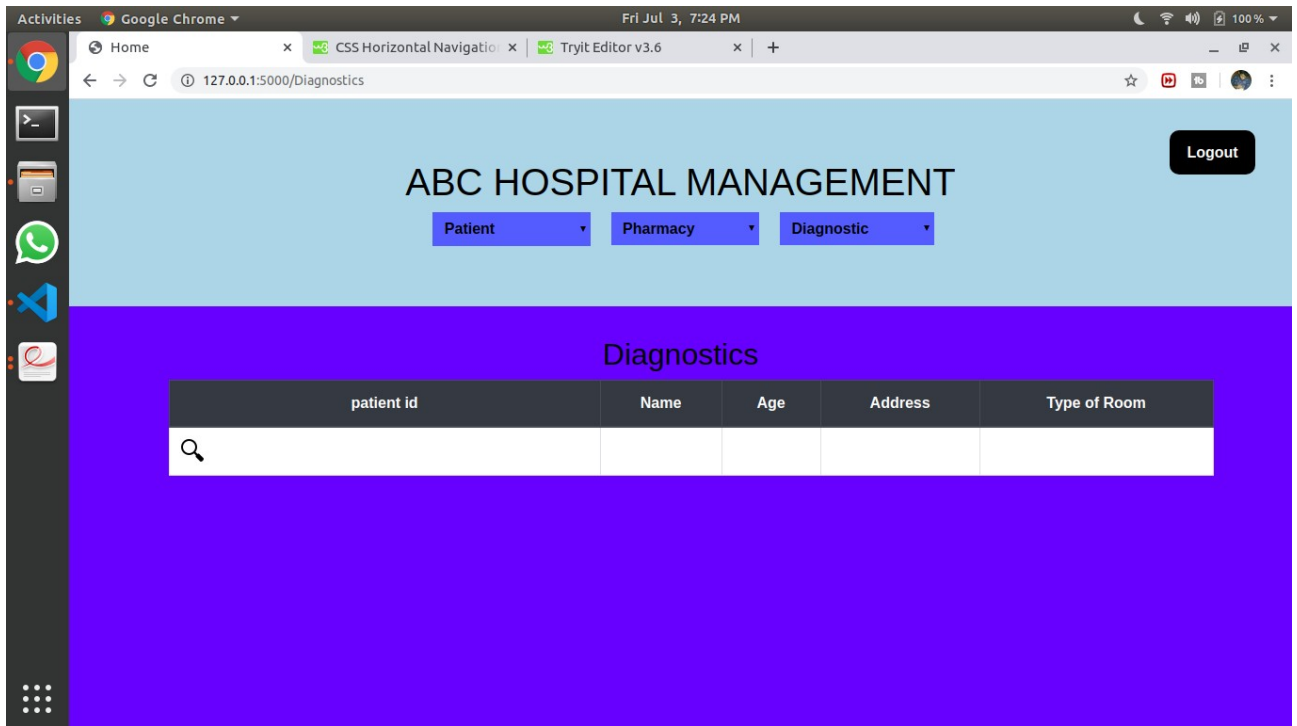 Activities Google Chrome Fri Jul 3, 7:24 PM 100 %
Home CSS Horizontal Navigatio Tryit Editor v3.6
127.0.0.1:5000/Diagnostics
Logout
ABC HOSPITAL MANAGEMENT
Patient Pharmacy Diagnostic
Diagnostics
patient id Name Age Address Type of Room